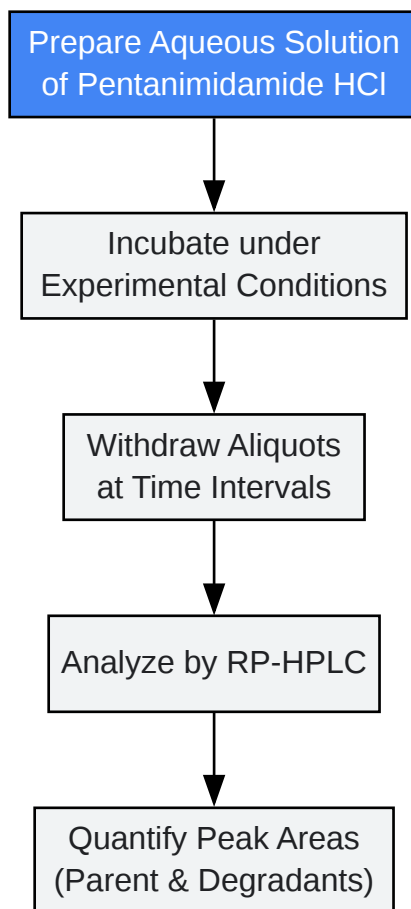 Prepare Aqueous Solution
of Pentanimidamide HCl
Incubate under
Experimental Conditions
Withdraw Aliquots
at Time Intervals
Analyze by RP-HPLC
Quantify Peak Areas
(Parent & Degradants)